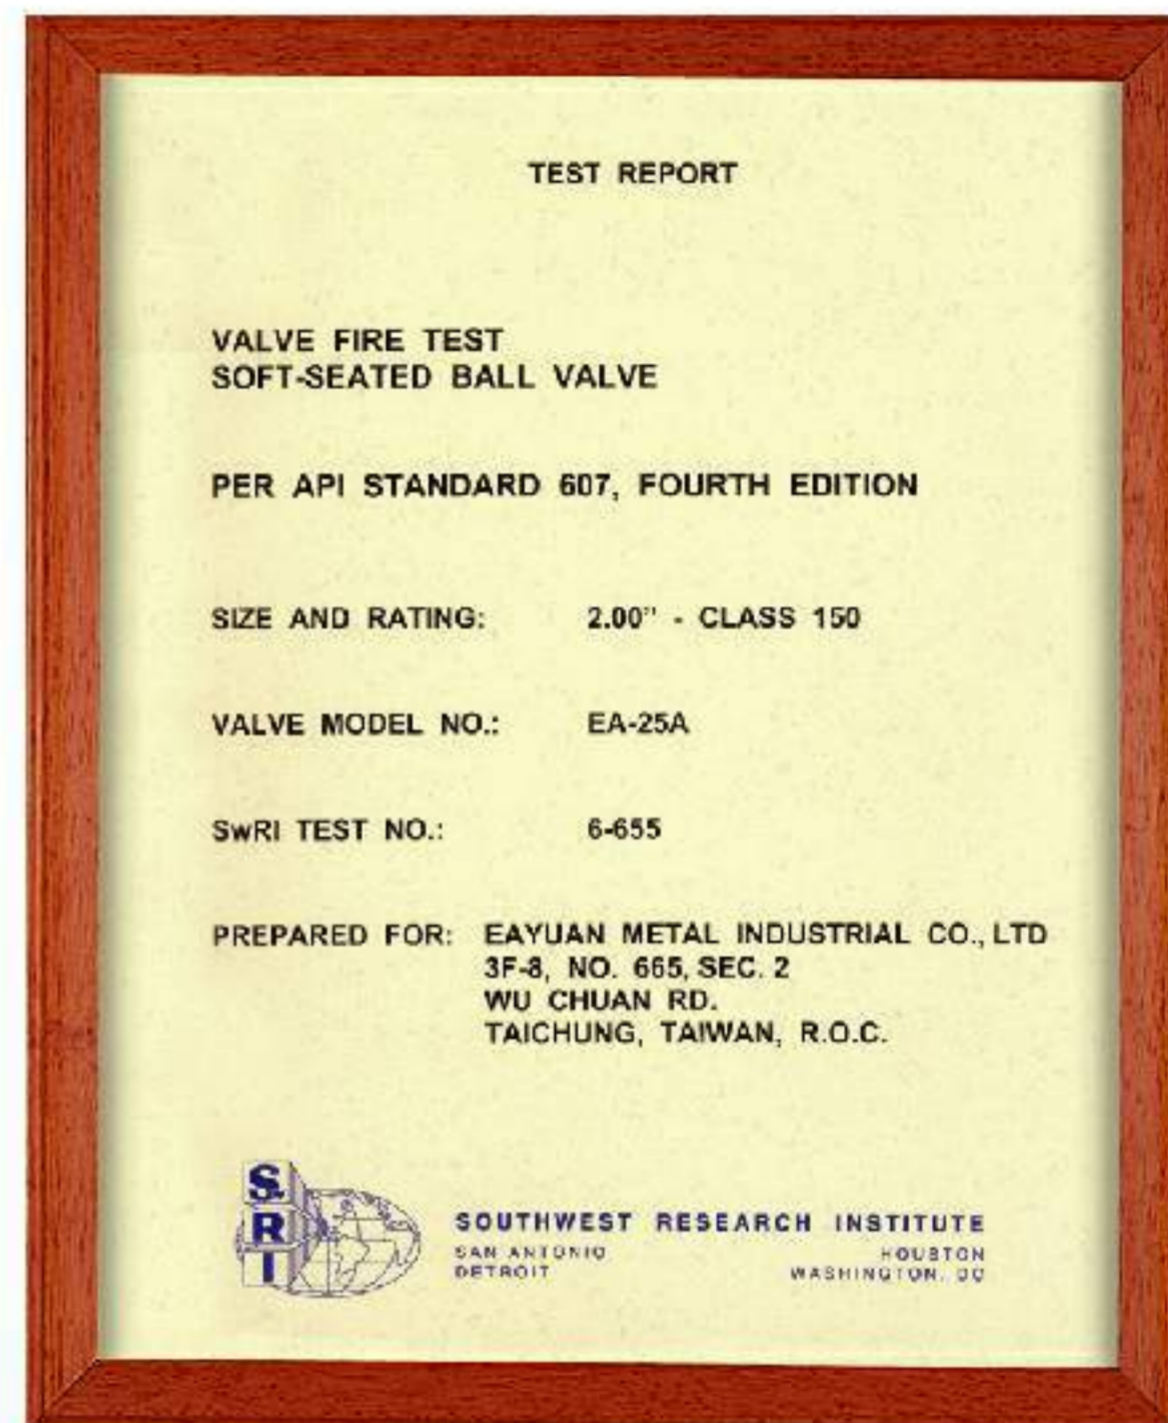 TEST REPORT
VALVE FIRE TEST
SOFT-SEATED BALL VALVE
PER API STANDARD 607, FOURTH EDITION
SIZE AND RATING: 2.00" - CLASS 150
VALVE MODEL NO.: EA-25A
SwRI TEST NO.: 6-655
PREPARED FOR: EAYUAN METAL INDUSTRIAL CO., LTD
3F-8, NO. 665, SEC. 2
WU CHUAN RD.
TAICHUNG, TAIWAN, R.O.C.
S
R
I
SOUTHWEST RESEARCH INSTITUTE
SAN ANTONIO HOUSTON
DETROIT WASHINGTON, DC